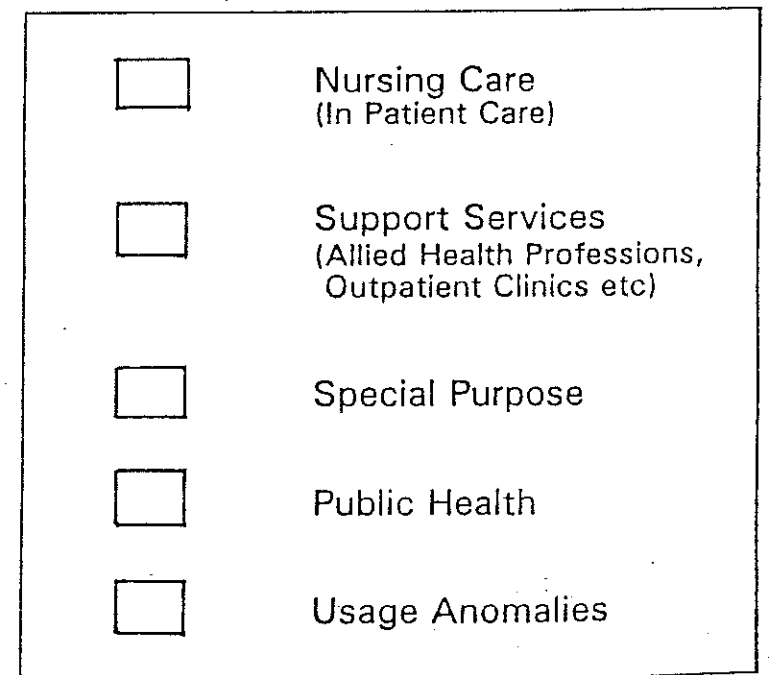 Nursing Care
(In Patient Care)
Support Services
(Allied Health Professions,
Outpatient Clinics etc)
Special Purpose
Public Health
Usage Anomalies